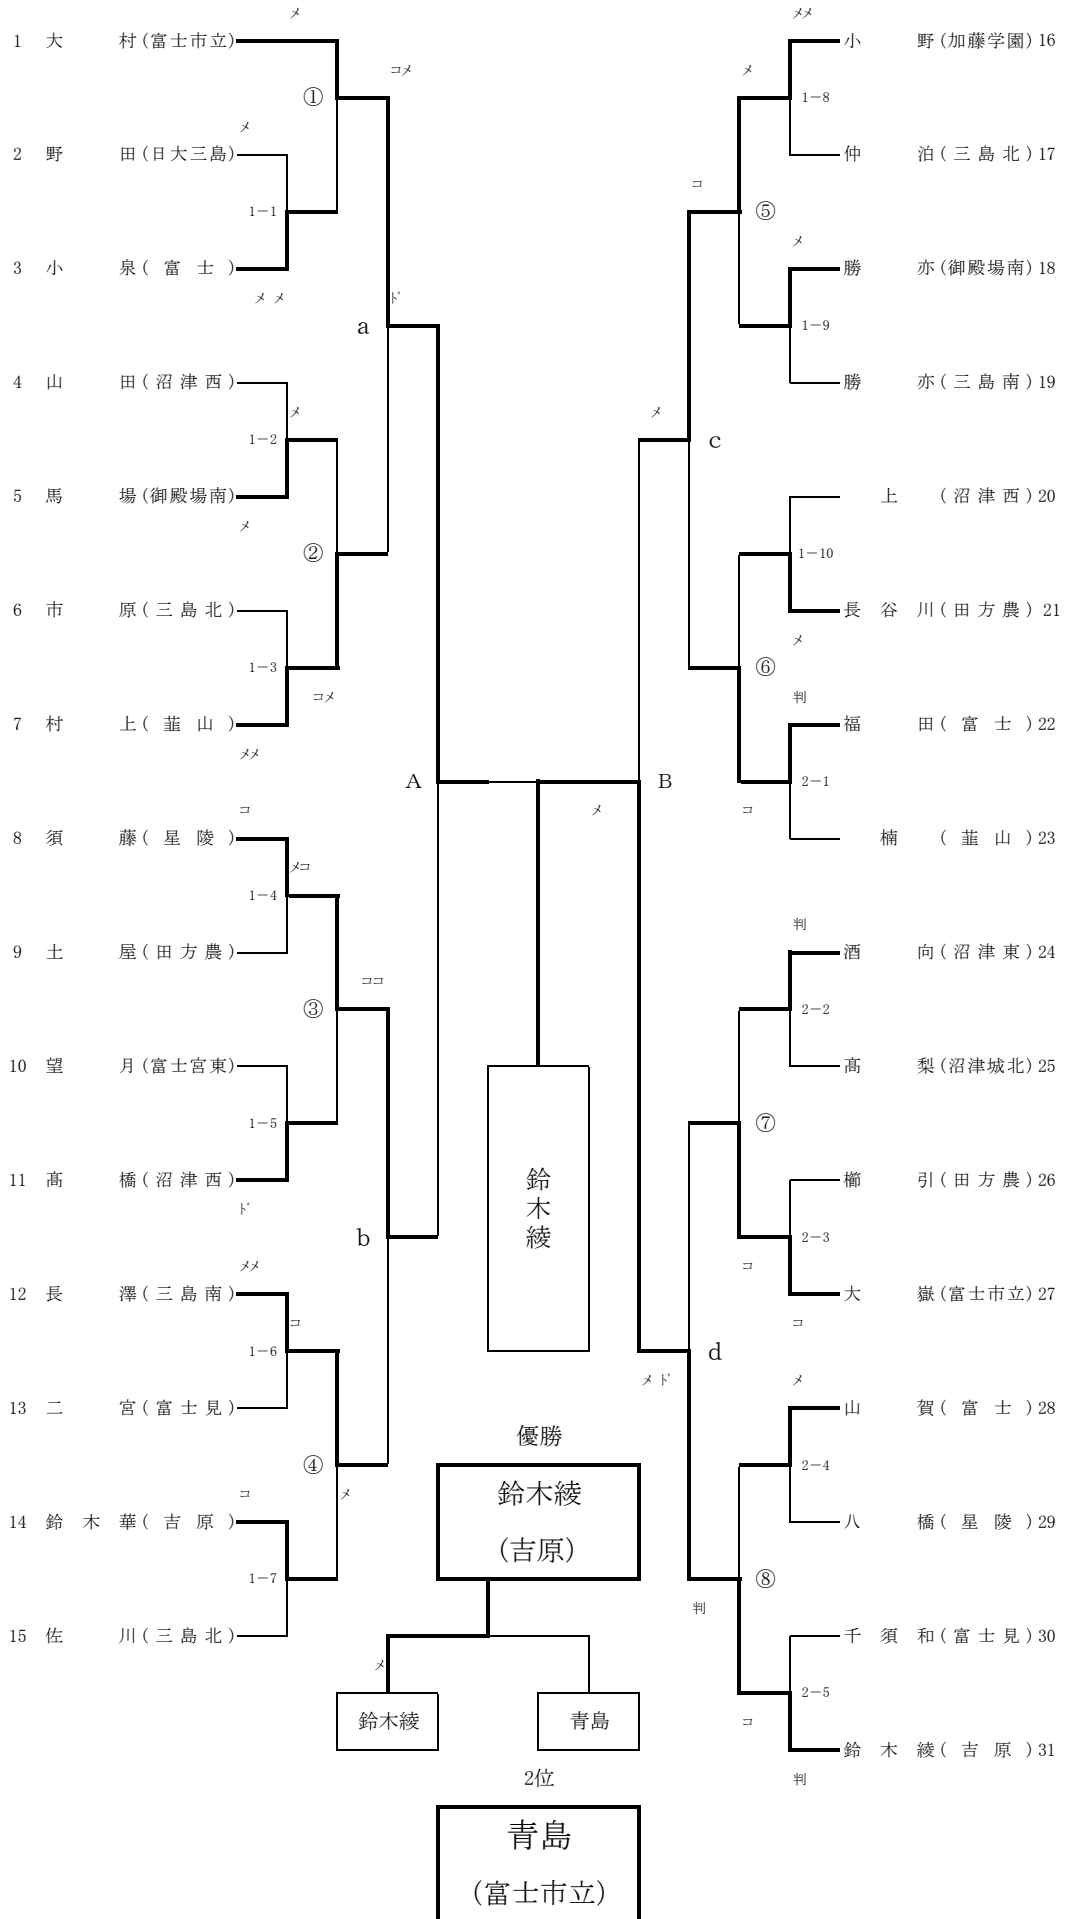 メ
1 大 村(富士市立)
コメ
①
メ
2 野 田(日大三島)
1－1
3 小 泉(富士)
メメ
ド
a
4 山 田(沼津西)
メ
1－2
5 馬 場(御殿場南)
メ
②
6 市 原(三島北)
1－3
コメ
7 村 上(韮山)
メメ
A
コ
8 須 藤(星陵)
メコ
1－4
9 土 屋(田方農)
ココ
③
10 望 月(富士宮東)
1－5
11 髙 橋(沼津西)
ド
b
メメ
12 長 澤(三島南)
コ
1－6
13 二 宮(富士見)
④
コ
メ
14 鈴木華(吉原)
1－7
15 佐 川(三島北)
メメ
小 野(加藤学園)16
メ
1－8
仲 泊(三島北)17
コ
⑤
メ
勝 亦(御殿場南)18
1－9
勝 亦(三島南)19
メ
c
上 (沼津西)20
1－10
長谷川(田方農)21
メ
⑥
判
福 田(富士)22
B
2－1
コ
メ
楠 (韮山)23
判
酒 向(沼津東)24
2－2
髙 梨(沼津城北)25
⑦
櫛 引(田方農)26
2－3
コ
大 嶽(富士市立)27
コ
d
メド
メ
山 賀(富士)28
2－4
八 橋(星陵)29
⑧
判
千須和(富士見)30
2－5
コ
鈴木綾(吉原)31
判
鈴木綾
優勝
鈴木綾
(吉原)
メ
鈴木綾 青島
2位
青島
(富士市立)